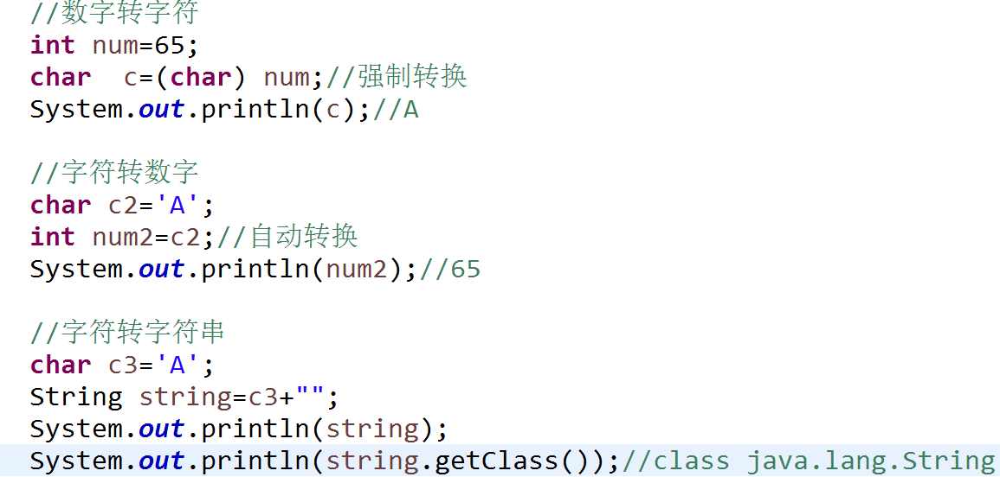 //数字转字符
int num=65;
char  c=(char) num;//强制转换
System.out.println(c);//A
//字符转数字
char c2='A';
int num2=c2;//自动转换
System.out.println(num2);//65
//字符转字符串
char c3='A';
String string=c3+"";
System.out.println(string);
System.out.println(string.getClass());//class java.lang.String